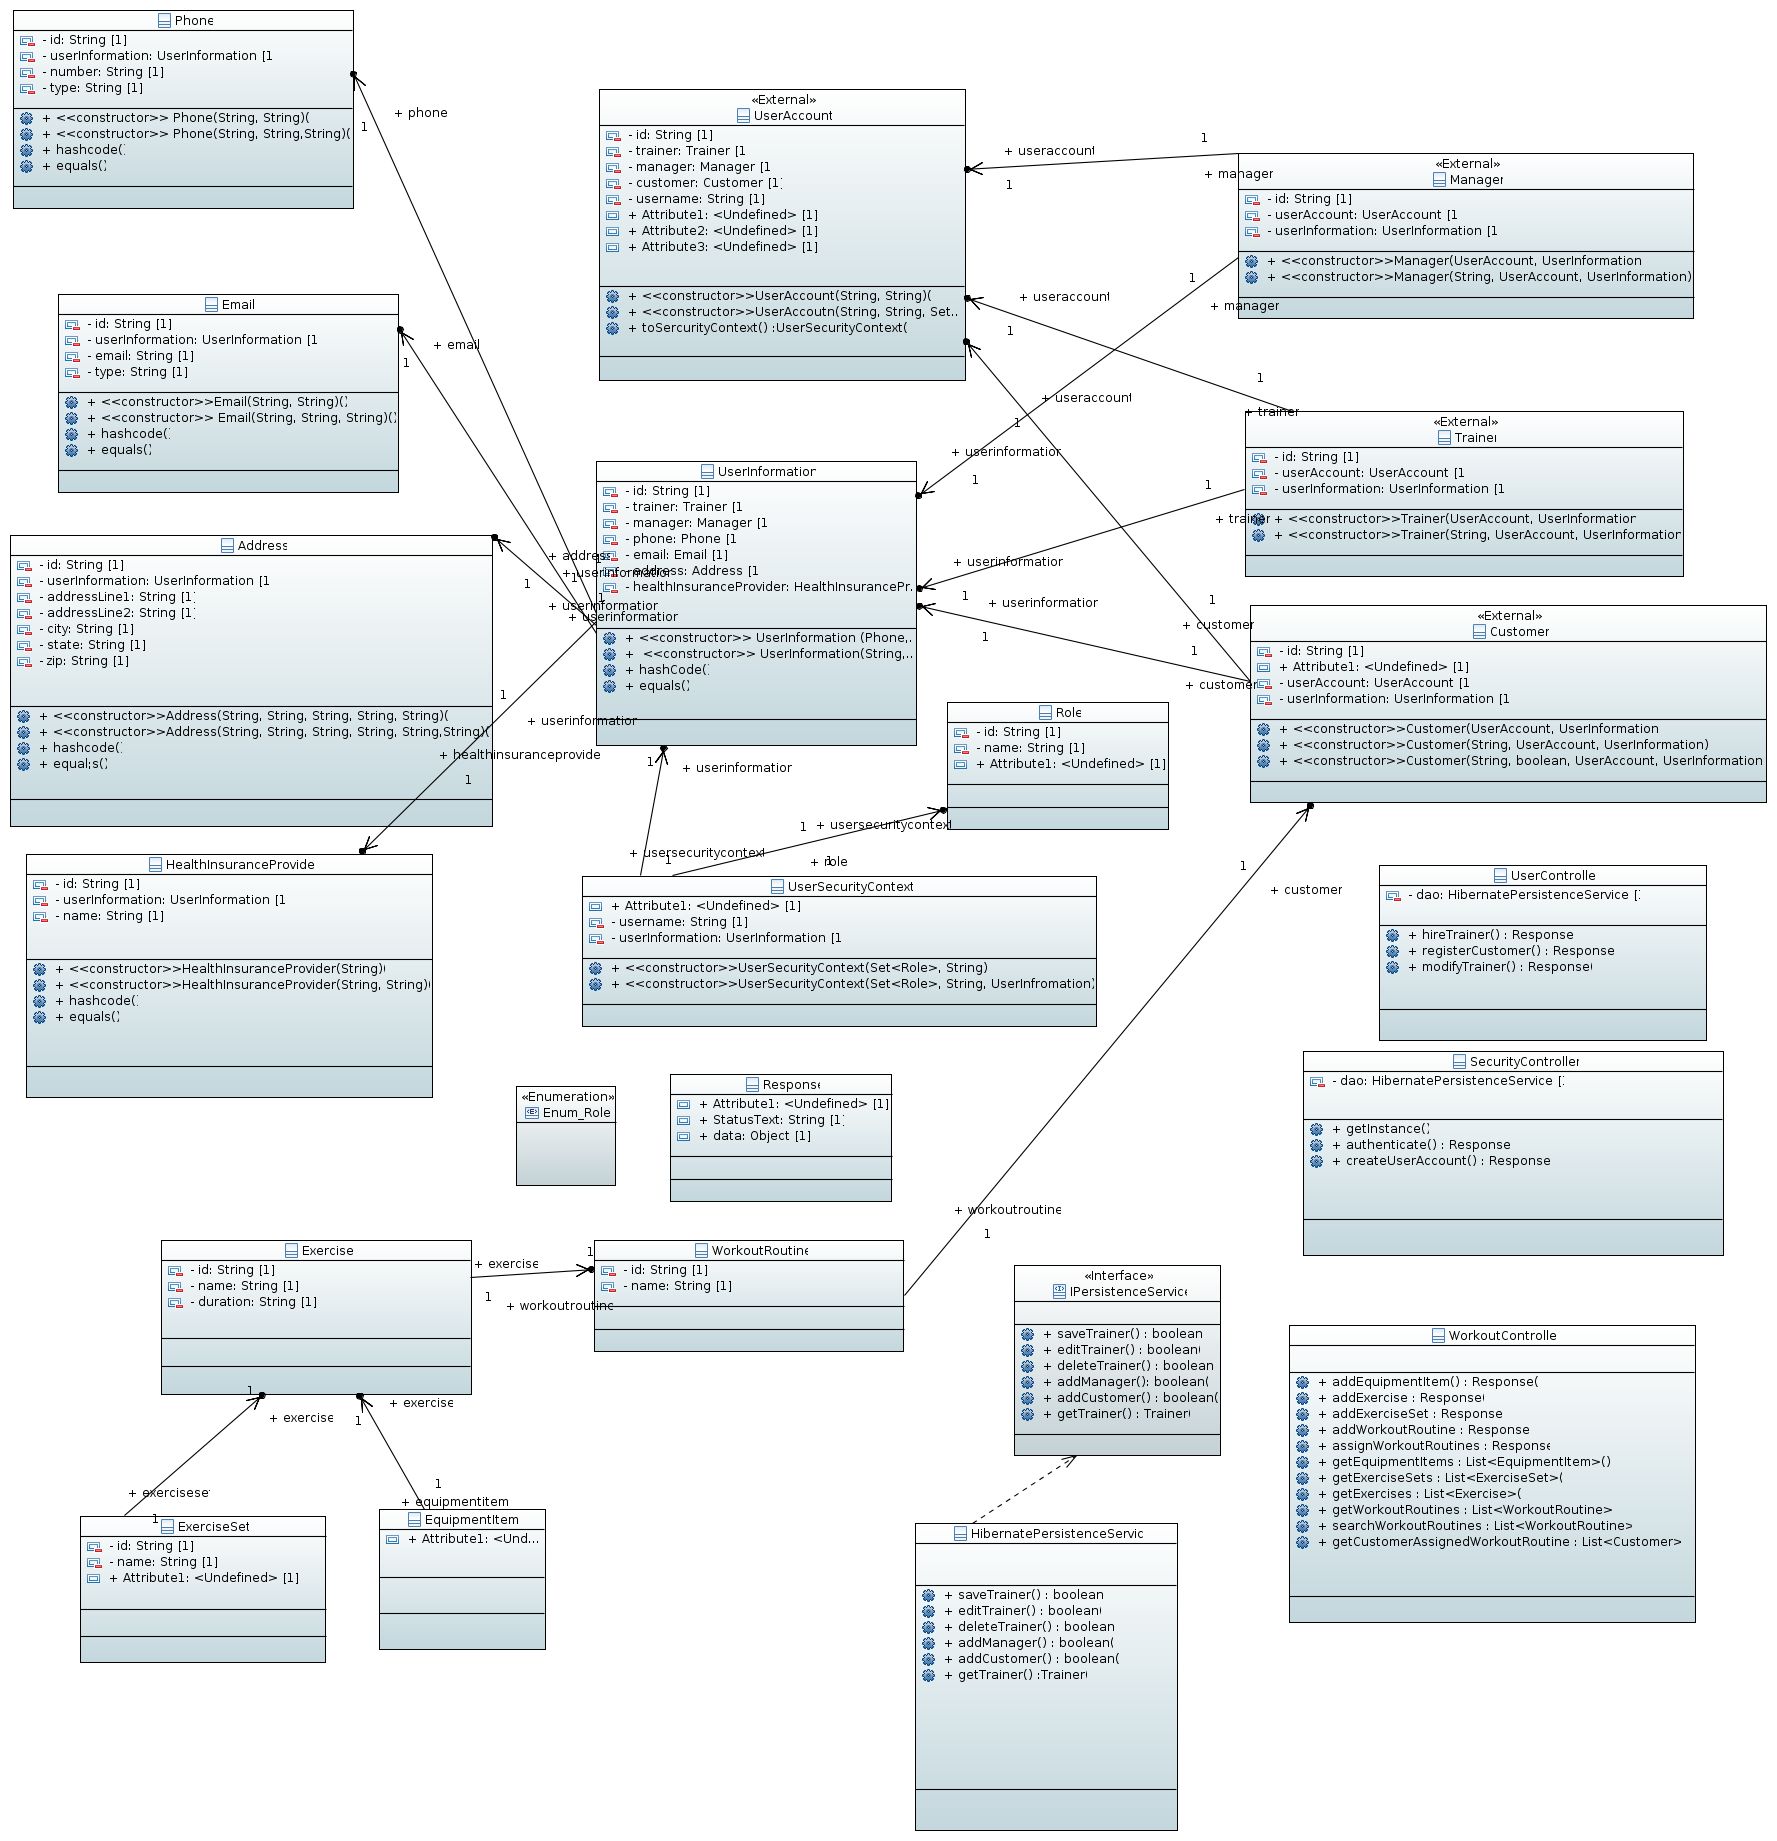 Phone
- id: String [1]
- userInformation: UserInformation [1
- number: String [1]
- type: String [1]
+ <<constructor>> Phone(String, String)(
+ <<constructor>> Phone(String, String,String)(
+ hashcode(
+ equals()
+ phone
1
«External»
UserAccount
- id: String [1]
- trainer: Trainer [1
- manager: Manager [1
- customer: Customer [1]
- username: String [1]
+ Attribute1: <Undefined> [1]
+ Attribute2: <Undefined> [1]
+ Attribute3: <Undefined> [1]
+ <<constructor>>UserAccount(String, String)(
+ <<constructor>>UserAccoutn(String, String, Set..
+ toSercurityContext() :UserSecurityContext(
+ useraccount
1
1
+ manager
«External»
Manager
- id: String [1]
- userAccount: UserAccount [1
- userInformation: UserInformation [1
+ <<constructor>>Manager(UserAccount, UserInformation
+ <<constructor>>Manager(String, UserAccount, UserInformation)
1
+ manager
+ useraccount
1
1
+ trainer
+ useraccount
1
+ userinformation
1
Email
- id: String [1]
- userInformation: UserInformation [1
- email: String [1]
- type: String [1]
+ <<constructor>>Email(String, String)()
+ <<constructor>> Email(String, String, String)()
+ hashcode(
+ equals()
+ email
1
«External»
Trainer
- id: String [1]
- userAccount: UserAccount [1
- userInformation: UserInformation [1
+ <<constructor>>Trainer(UserAccount, UserInformation
+ <<constructor>>Trainer(String, UserAccount, UserInformation
1
+ trainer
+ userinformation
1
UserInformation
- id: String [1]
- trainer: Trainer [1
- manager: Manager [1
- phone: Phone [1
- email: Email [1]
- address: Address [1
- healthInsuranceProvider: HealthInsurancePr..
+ <<constructor>> UserInformation (Phone,..
+ <<constructor>> UserInformation(String,..
+ hashCode(
+ equals()
+ address
1
1
1
1
+ userinformation
+ userinformation
+ userinformation
+ userinformation
1
1
+ customer
1
+ customer
«External»
Customer
- id: String [1]
+ Attribute1: <Undefined> [1]
- userAccount: UserAccount [1
- userInformation: UserInformation [1
+ <<constructor>>Customer(UserAccount, UserInformation
+ <<constructor>>Customer(String, UserAccount, UserInformation)
+ <<constructor>>Customer(String, boolean, UserAccount, UserInformation
Address
- id: String [1]
- userInformation: UserInformation [1
- addressLine1: String [1]
- addressLine2: String [1]
- city: String [1]
- state: String [1]
- zip: String [1]
+ <<constructor>>Address(String, String, String, String, String)(
+ <<constructor>>Address(String, String, String, String, String,String)(
+ hashcode(
+ equal;s()
1
+ userinformation
+ healthinsuranceprovide
1
1
+ userinformation
Role
- id: String [1]
- name: String [1]
+ Attribute1: <Undefined> [1]
1
+ usersecuritycontext
+ usersecuritycontext
1
+ role
1
HealthInsuranceProvide
- id: String [1]
- userInformation: UserInformation [1
- name: String [1]
+ <<constructor>>HealthInsuranceProvider(String)(
+ <<constructor>>HealthInsuranceProvider(String, String)(
+ hashcode(
+ equals()
UserSecurityContext
+ Attribute1: <Undefined> [1]
- username: String [1]
- userInformation: UserInformation [1
+ <<constructor>>UserSecurityContext(Set<Role>, String)
+ <<constructor>>UserSecurityContext(Set<Role>, String, UserInfromation)
1
+ customer
UserControlle
- dao: HibernatePersistenceService [
+ hireTrainer() : Response
+ registerCustomer() : Response
+ modifyTrainer() : Response(
SecurityController
- dao: HibernatePersistenceService [
+ getInstance()
+ authenticate() : Response
+ createUserAccount() : Response
«Enumeration»
Enum_Role
Response
+ Attribute1: <Undefined> [1]
+ StatusText: String [1]
+ data: Object [1]
+ workoutroutine
1
Exercise
- id: String [1]
- name: String [1]
- duration: String [1]
+ exercise
1
1
+ workoutroutine
WorkoutRoutine
- id: String [1]
- name: String [1]
«Interface»
IPersistenceService
+ saveTrainer() : boolean
+ editTrainer() : boolean(
+ deleteTrainer() : boolean
+ addManager(): boolean(
+ addCustomer() : boolean(
+ getTrainer() : Trainer(
WorkoutControlle
+ addEquipmentItem() : Response(
+ addExercise : Response(
+ addExerciseSet : Response
+ addWorkoutRoutine : Response
+ assignWorkoutRoutines : Response
+ getEquipmentItems : List<EquipmentItem>()
+ getExerciseSets : List<ExerciseSet>(
+ getExercises : List<Exercise>(
+ getWorkoutRoutines : List<WorkoutRoutine>
+ searchWorkoutRoutines : List<WorkoutRoutine>
+ getCustomerAssignedWorkoutRoutine : List<Customer>
1
+ exercise
+ exercise
1
+ exercisese
1
1
+ equipmentitem
ExerciseSet
- id: String [1]
- name: String [1]
+ Attribute1: <Undefined> [1]
EquipmentItem
+ Attribute1: <Und...
HibernatePersistenceServic
+ saveTrainer() : boolean
+ editTrainer() : boolean(
+ deleteTrainer() : boolean
+ addManager() : boolean(
+ addCustomer() : boolean(
+ getTrainer() :Trainer(